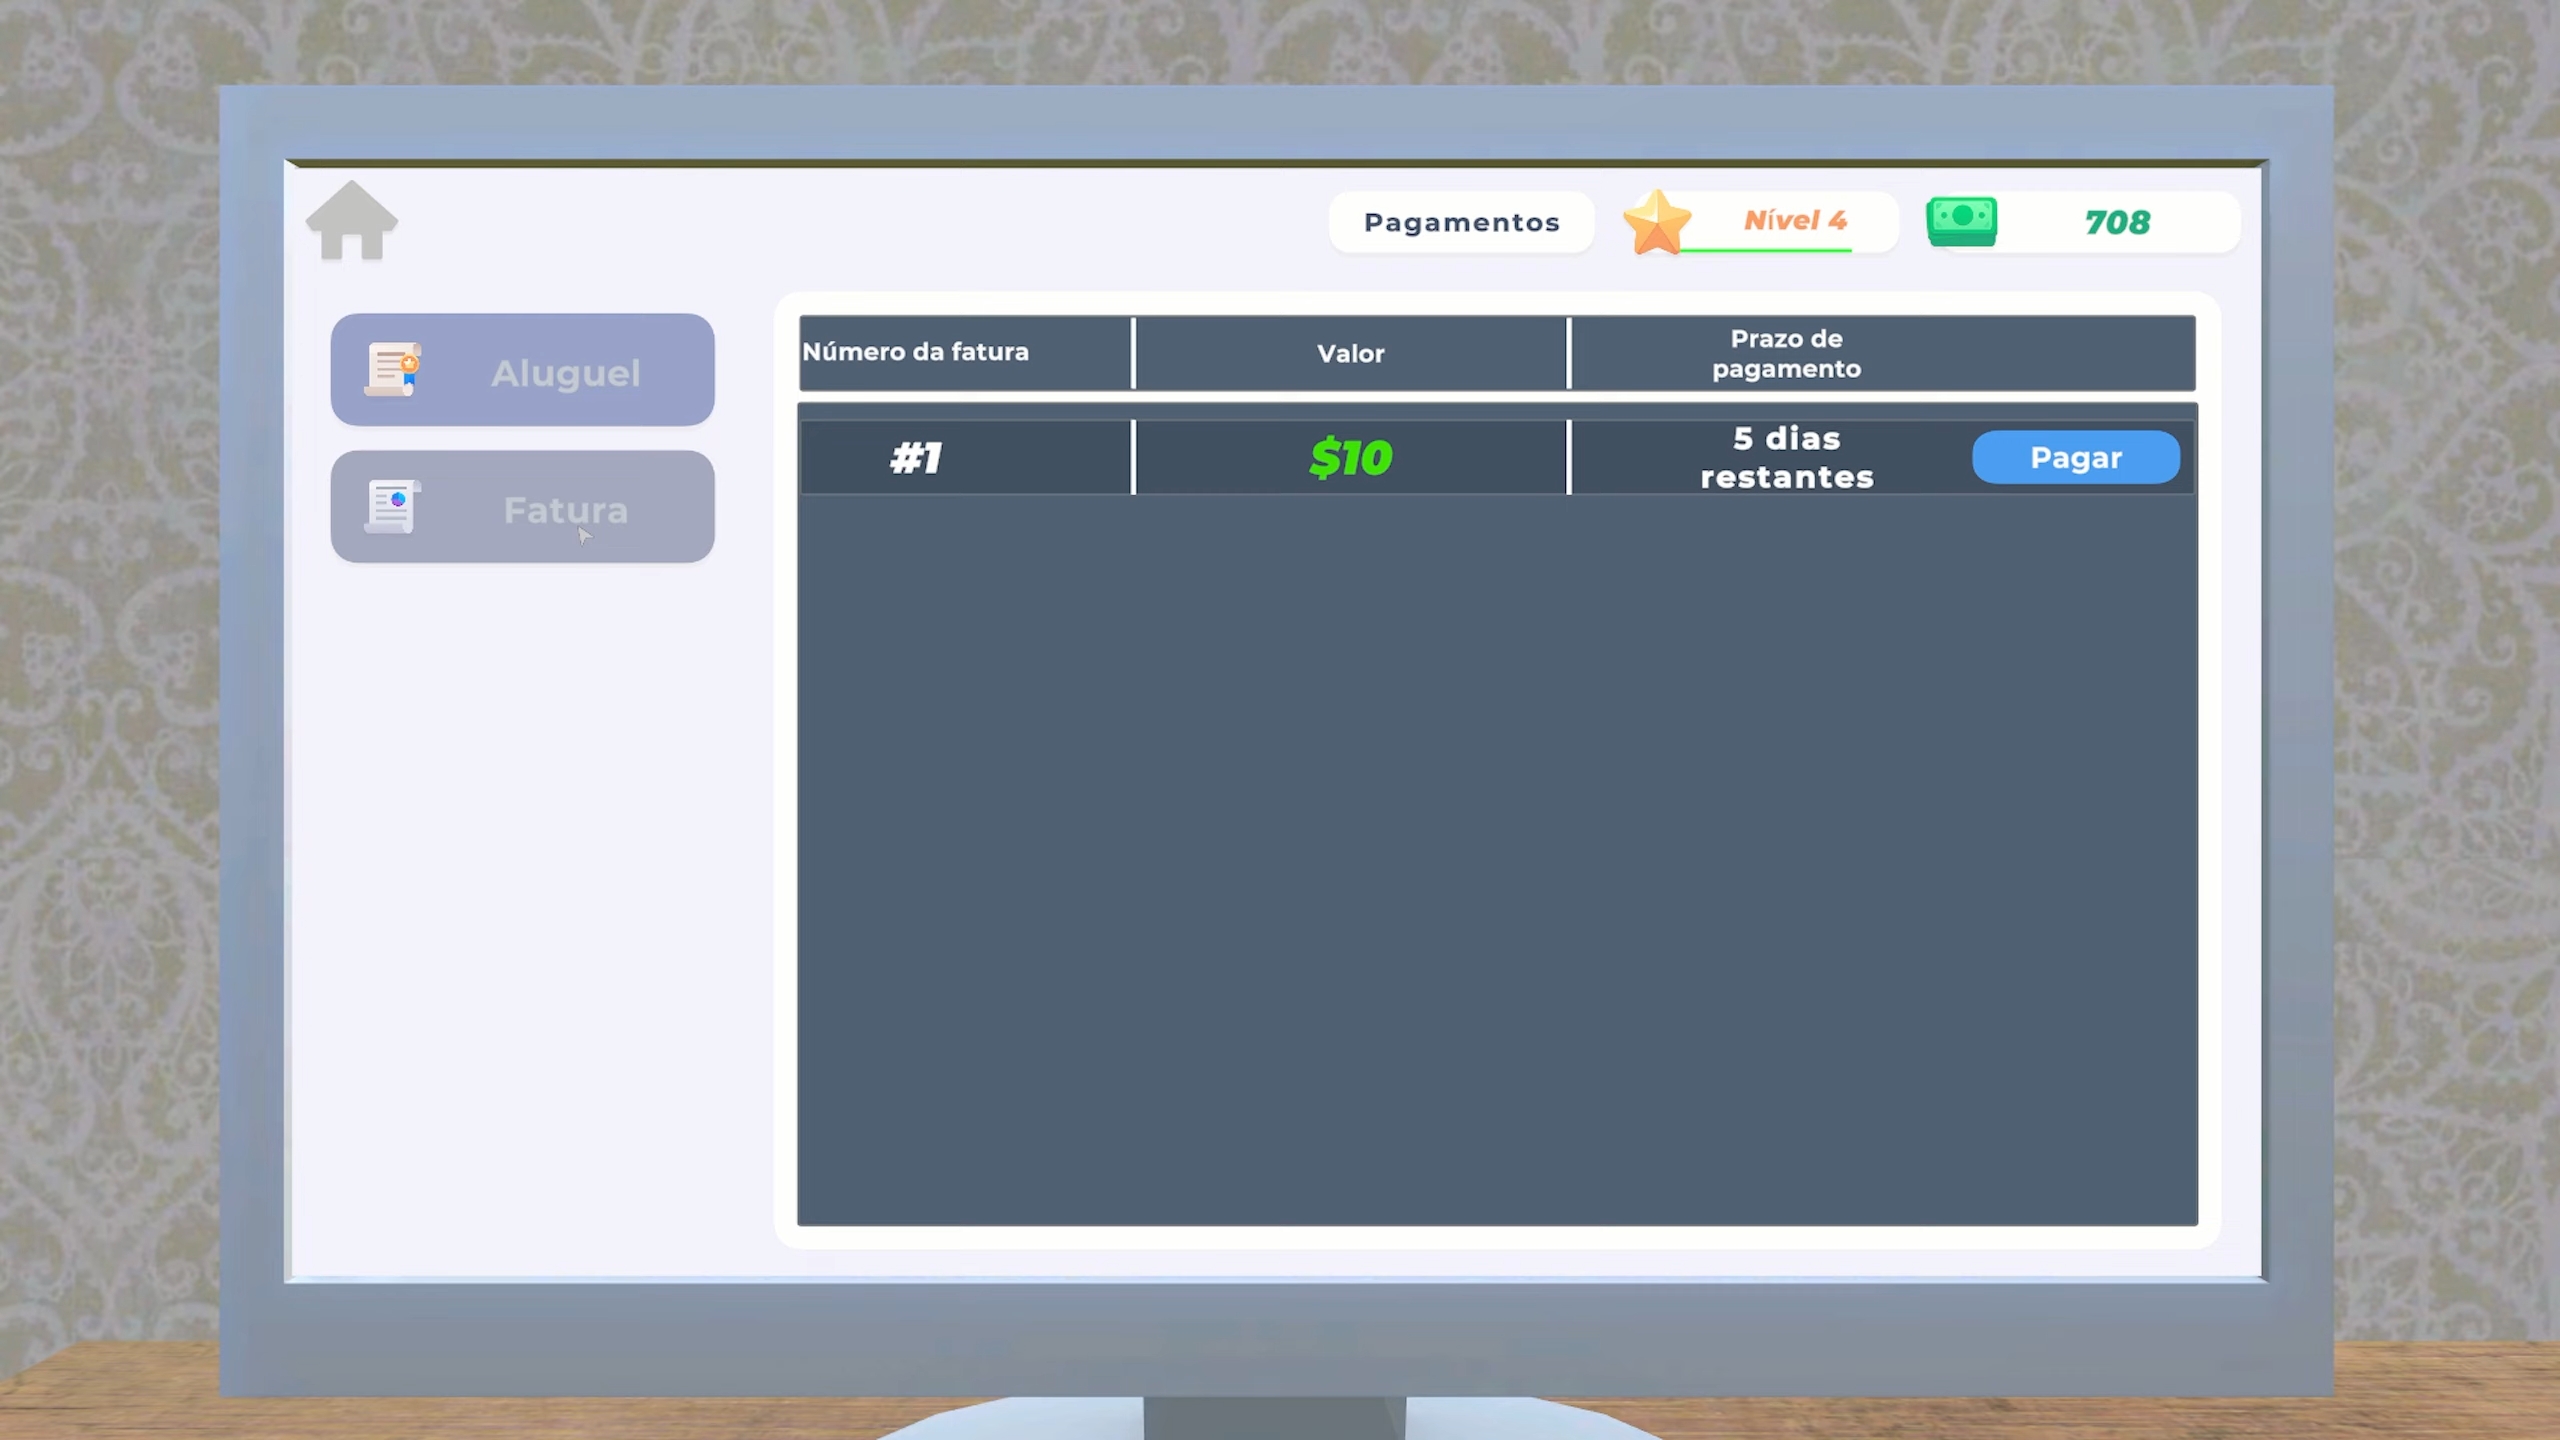 Pagamentos
Nível 4
708
Aluguel
Fatura
Número da fatura
Valor
Prazo de
pagamento
#1
$10
5 dias
restantes
Pagar